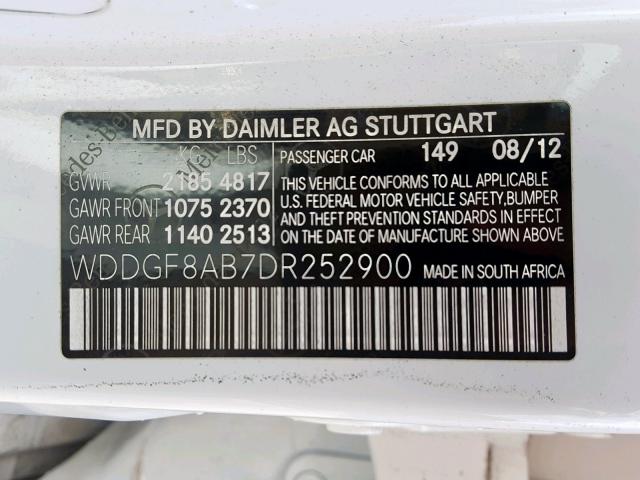 MFD BY DAIMLER AG STUTTGART
KG LBS
GVWR 2185 4817
GAWR FRONT 1075 2370
GAWR REAR 1140 2513
PASSENGER CAR 149 08/12
THIS VEHICLE CONFORMS TO ALL APPLICABLE
U.S. FEDERAL MOTOR VEHICLE SAFETY, BUMPER
AND THEFT PREVENTION STANDARDS IN EFFECT
ON THE DATE OF MANUFACTURE SHOWN ABOVE.
WDDGF8AB7DR252900 MADE IN SOUTH AFRICA